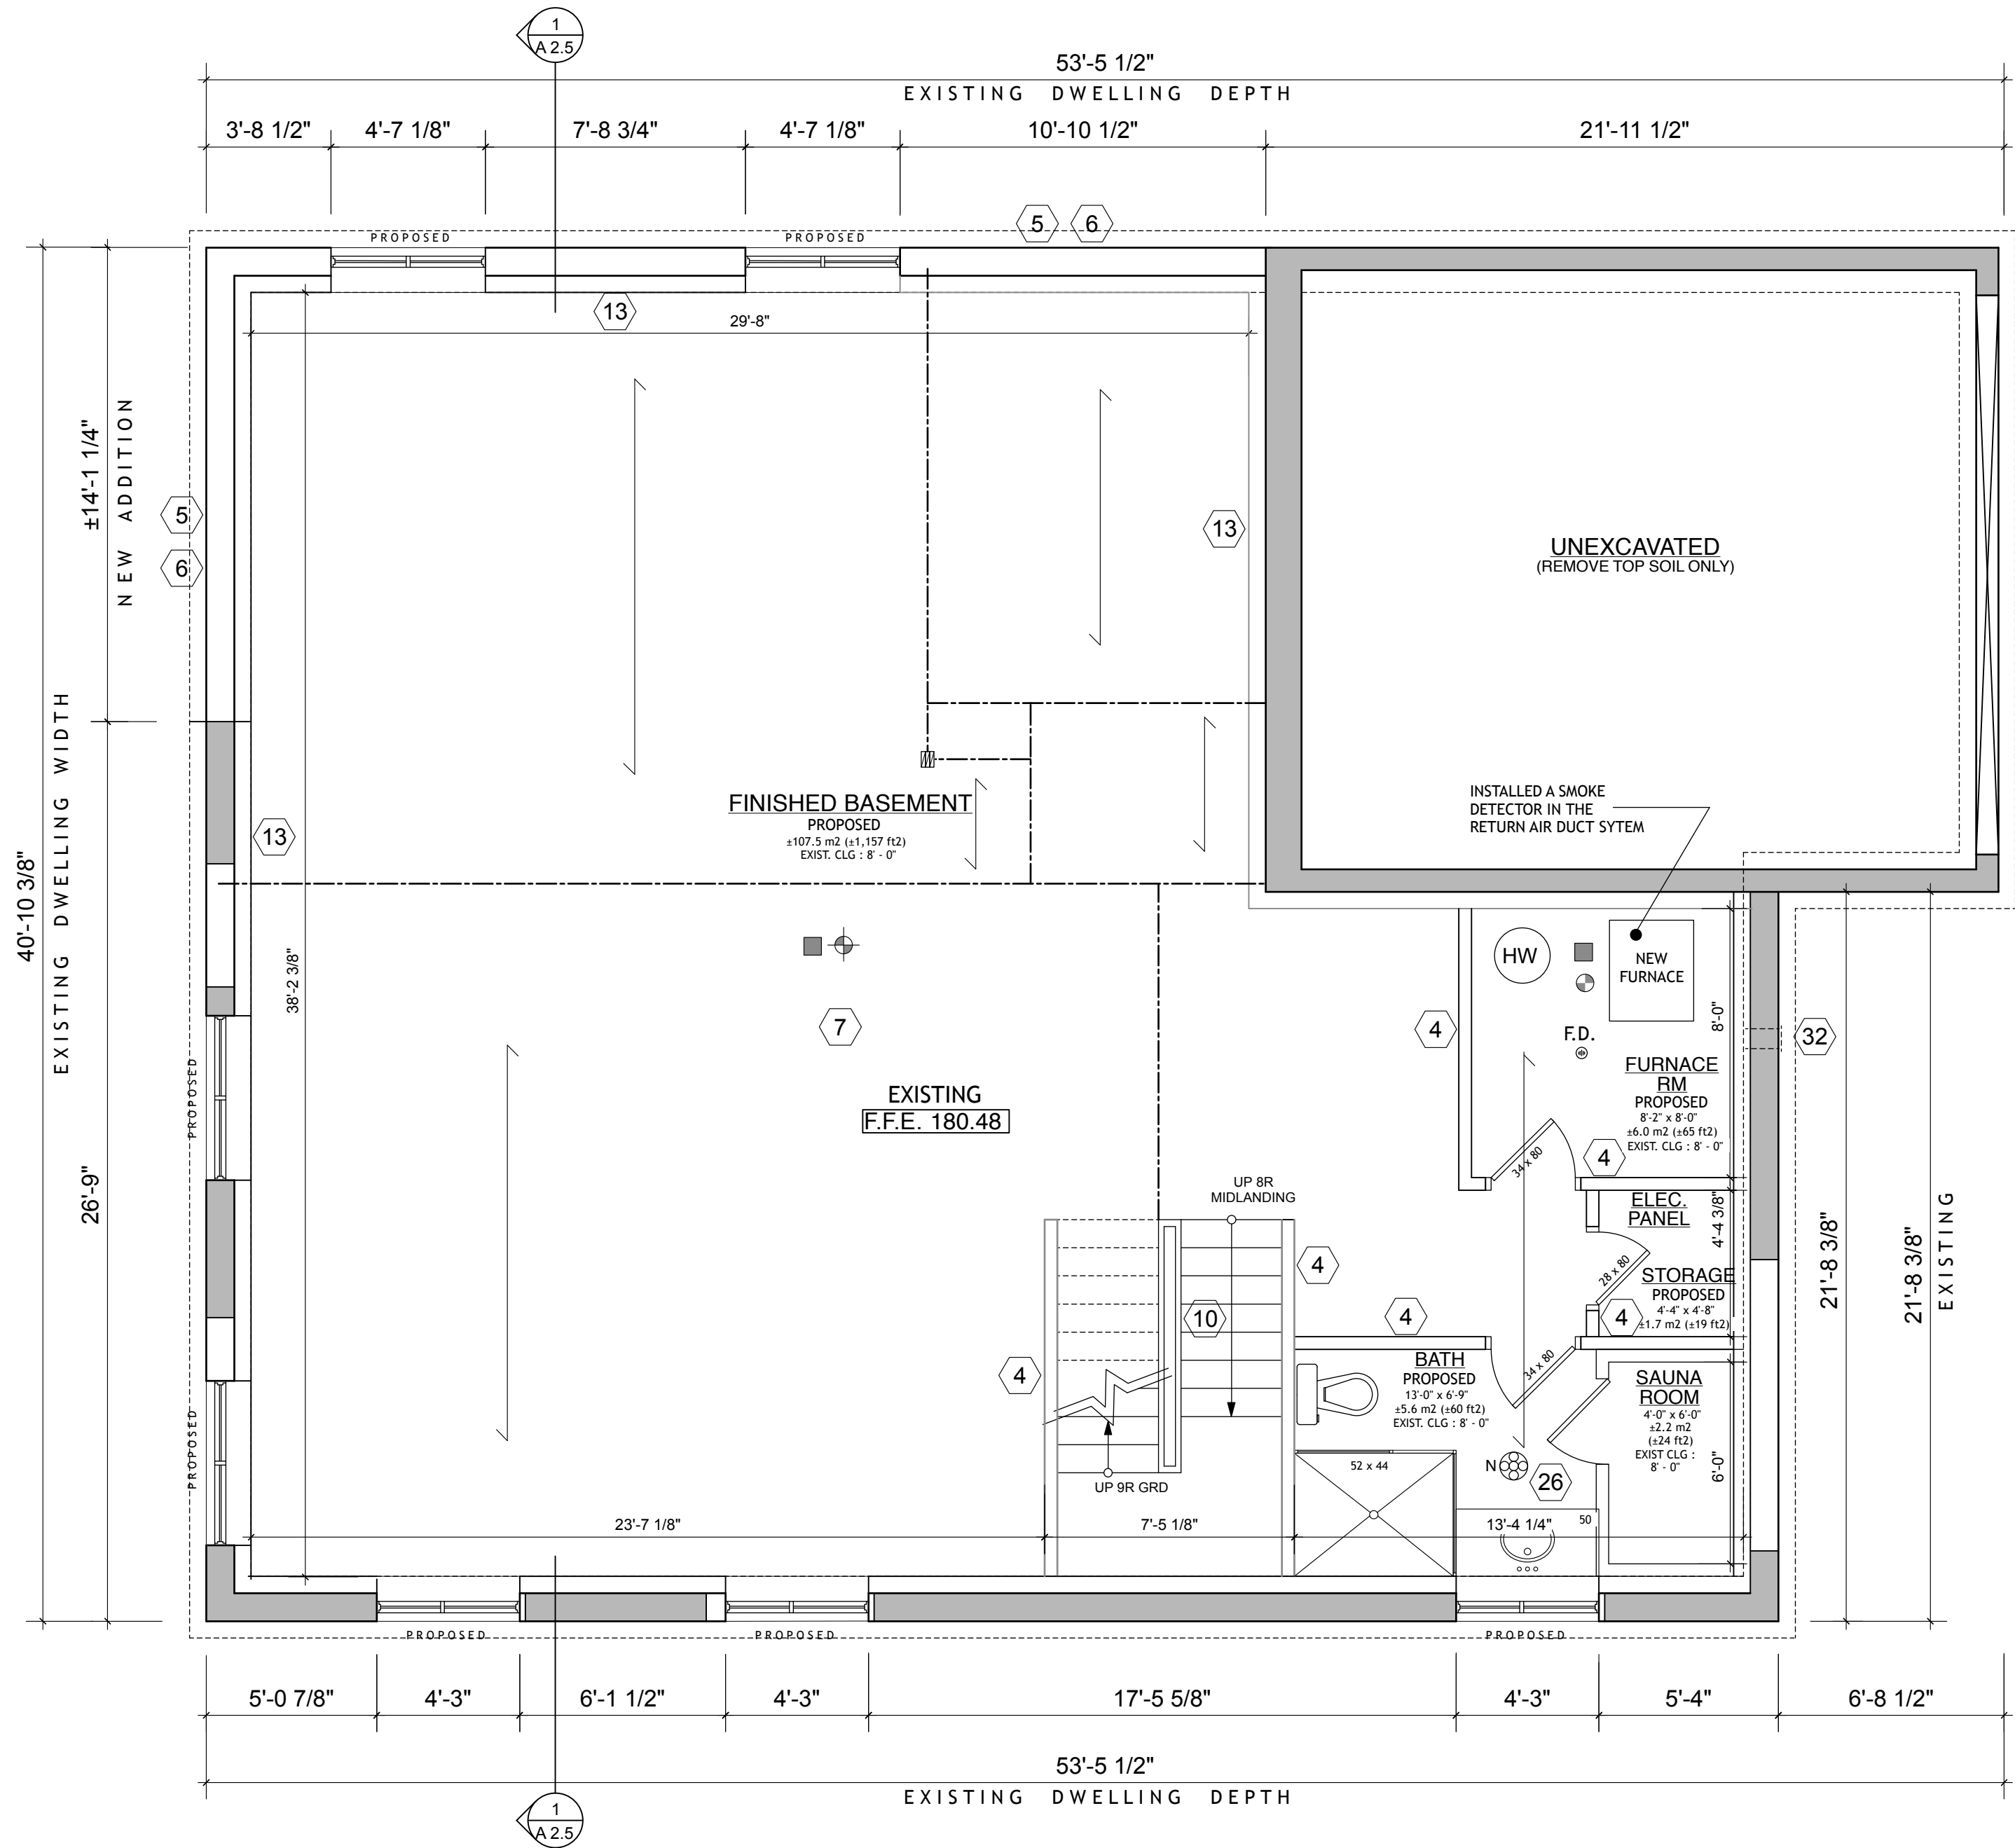 1
A 2.5
53'-5 1/2"
EXISTING DWELLING DEPTH
3'-8 1/2"
4'-7 1/8"
7'-8 3/4"
4'-7 1/8"
10'-10 1/2"
21'-11 1/2"
5
6
PROPOSED
PROPOSED
13
29'-8"
NEW ADDITION
±14'-1 1/4"
5
6
13
UNEXCAVATED
(REMOVE TOP SOIL ONLY)
EXISTING DWELLING WIDTH
40'-10 3/8"
26'-9"
13
38'-2 3/8"
FINISHED BASEMENT
PROPOSED
±107.5 m2 (±1,157 ft2)
EXIST. CLG : 8' - 0"
INSTALLED A SMOKE
DETECTOR IN THE
RETURN AIR DUCT SYTEM
HW
NEW
FURNACE
7
4
8'-0"
32
F.D.
EXISTING
F.F.E. 180.48
FURNACE
RM
PROPOSED
8'-2" x 8'-0"
±6.0 m2 (±65 ft2)
EXIST. CLG : 8' - 0"
PROPOSED
34 x 80
4
UP 8R
MIDLANDING
ELEC.
PANEL
4'-4 3/8"
21'-8 3/8"
21'-8 3/8"
EXISTING
4
28 x 80
STORAGE
PROPOSED
4'-4" x 4'-8"
±1.7 m2 (±19 ft2)
10
4
4
4
BATH
PROPOSED
13'-0" x 6'-9"
±5.6 m2 (±60 ft2)
EXIST. CLG : 8' - 0"
34 x 80
SAUNA
ROOM
4'-0" x 6'-0"
±2.2 m2
(±24 ft2)
EXIST CLG :
8' - 0"
6'-0"
PROPOSED
52 x 44
N
26
UP 9R GRD
23'-7 1/8"
7'-5 1/8"
13'-4 1/4"
50
PROPOSED
PROPOSED
PROPOSED
5'-0 7/8"
4'-3"
6'-1 1/2"
4'-3"
17'-5 5/8"
4'-3"
5'-4"
6'-8 1/2"
53'-5 1/2"
EXISTING DWELLING DEPTH
1
A 2.5